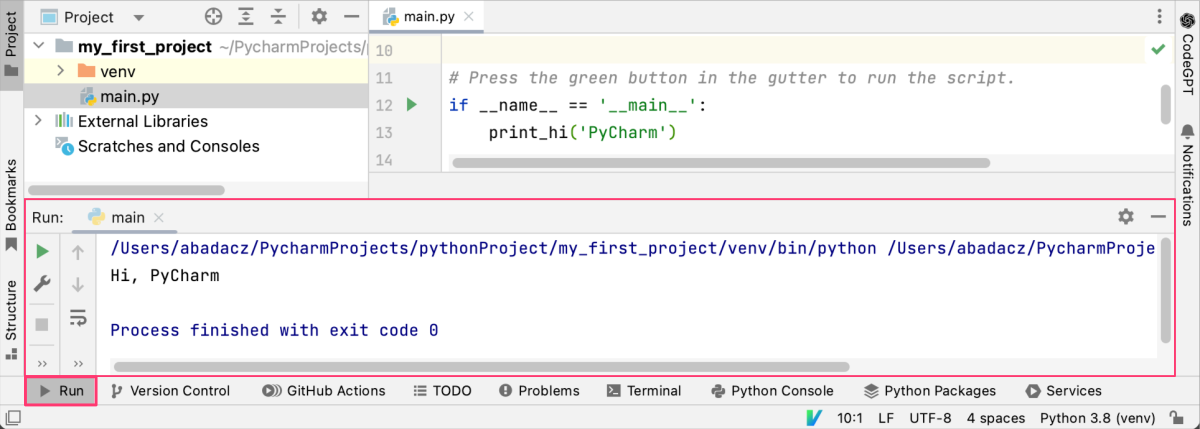 Project
Project
main.py
my_first_project ~/PycharmProjects/
venv
main.py
External Libraries
Scratches and Consoles
10
11 # Press the green button in the gutter to run the script.
12 if __name__ == '__main__':
13 print_hi('PyCharm')
14
CodeGPT
Notifications
Bookmarks
Structure
Run: main
/Users/abadacz/PycharmProjects/pythonProject/my_first_project/venv/bin/python /Users/abadacz/PycharmProje
Hi, PyCharm
Process finished with exit code 0
Run Version Control GitHub Actions TODO Problems Terminal Python Console Python Packages Services
10:1 LF UTF-8 4 spaces Python 3.8 (venv)